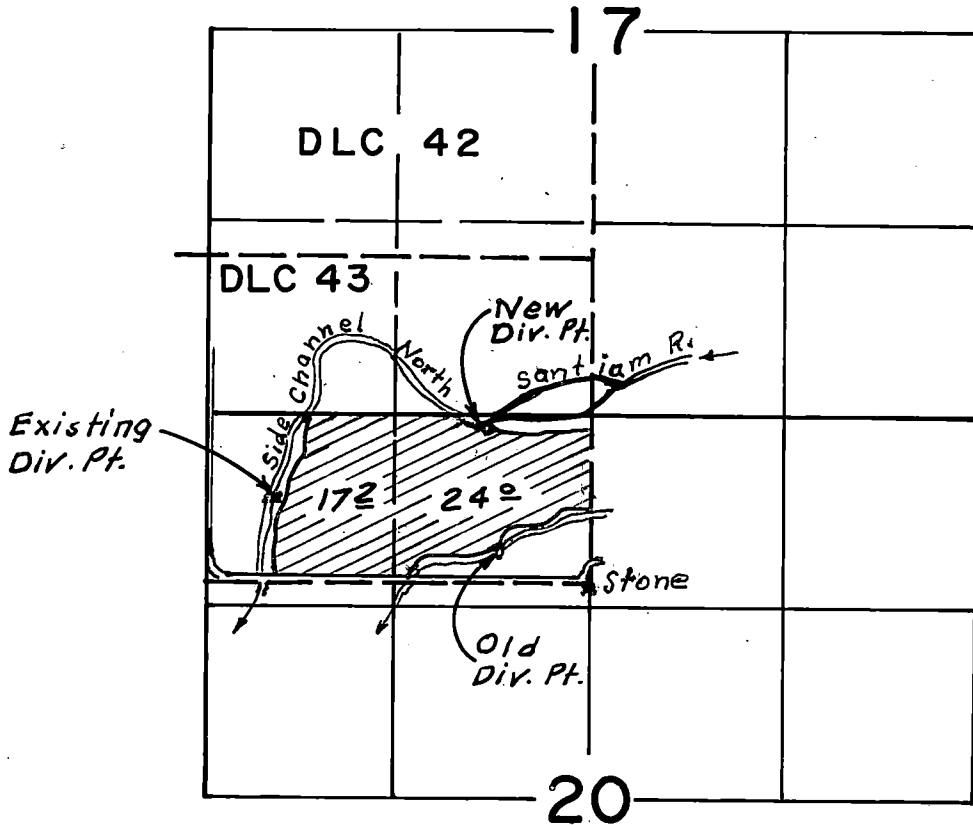 17
DLC 42
DLC 43
New
Div. Pt.
Side Channel North Santiam R.
Existing
Div. Pt.
17 2
24 0
Stone
Old
Div. Pt.
20